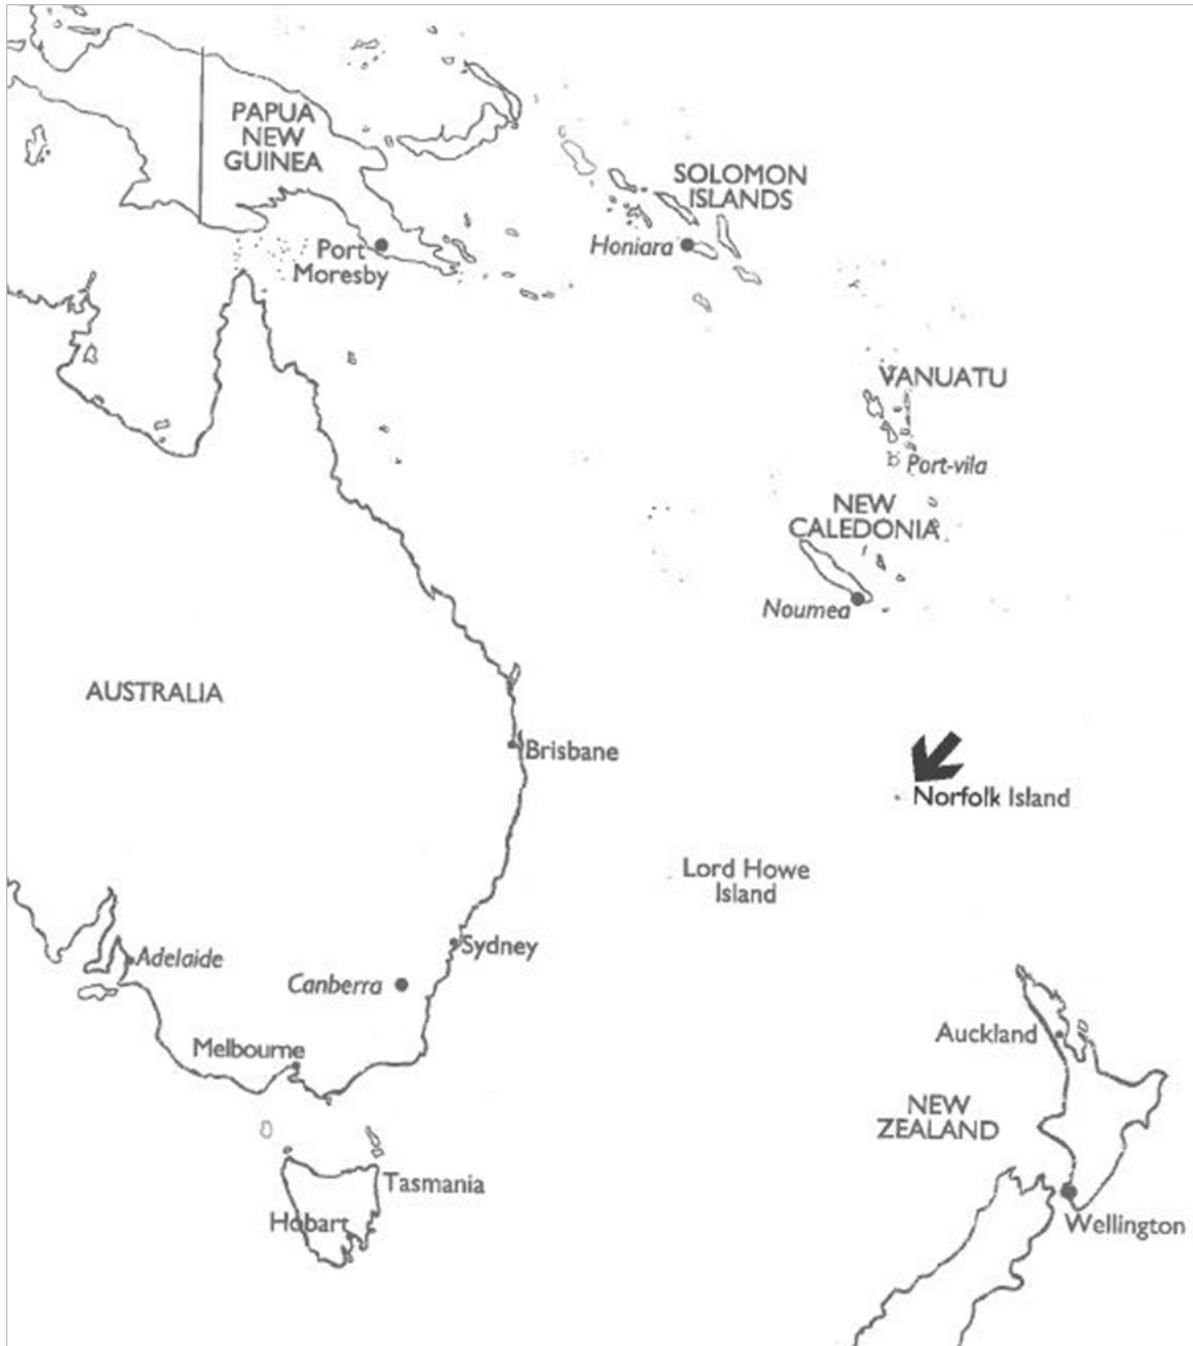 PAPUA
NEW
GUINEA
SOLOMON
ISLANDS
Port
Moresby
Honiara
VANUATU
Port-vila
NEW
CALEDONIA
Noumea
AUSTRALIA
Brisbane
Norfolk Island
Lord Howe
Island
Adelaide
Sydney
Canberra
Auckland
Melbourne
NEW
ZEALAND
Tasmania
Hobart
Wellington